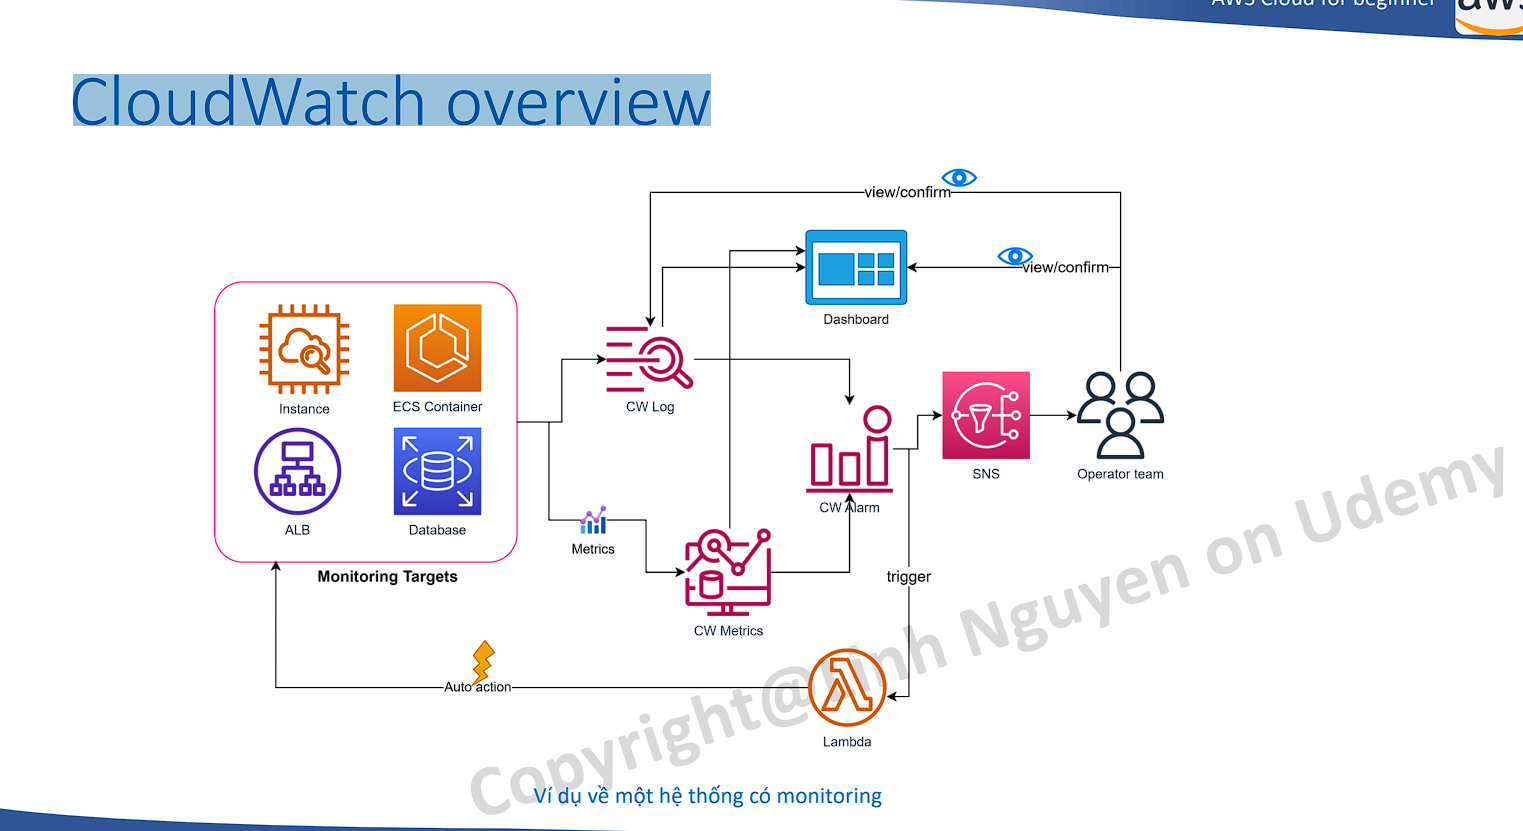 AWS Cloud for beginner
aws
CloudWatch overview
view/confirm
view/confirm
Dashboard
Instance
ECS Container
CW Log
ALB
Database
SNS
Operator team
CW Alarm
Metrics
Monitoring Targets
trigger
CW Metrics
Auto action
Lambda
Copyright@Linh Nguyen on Udemy
Ví dụ về một hệ thống có monitoring